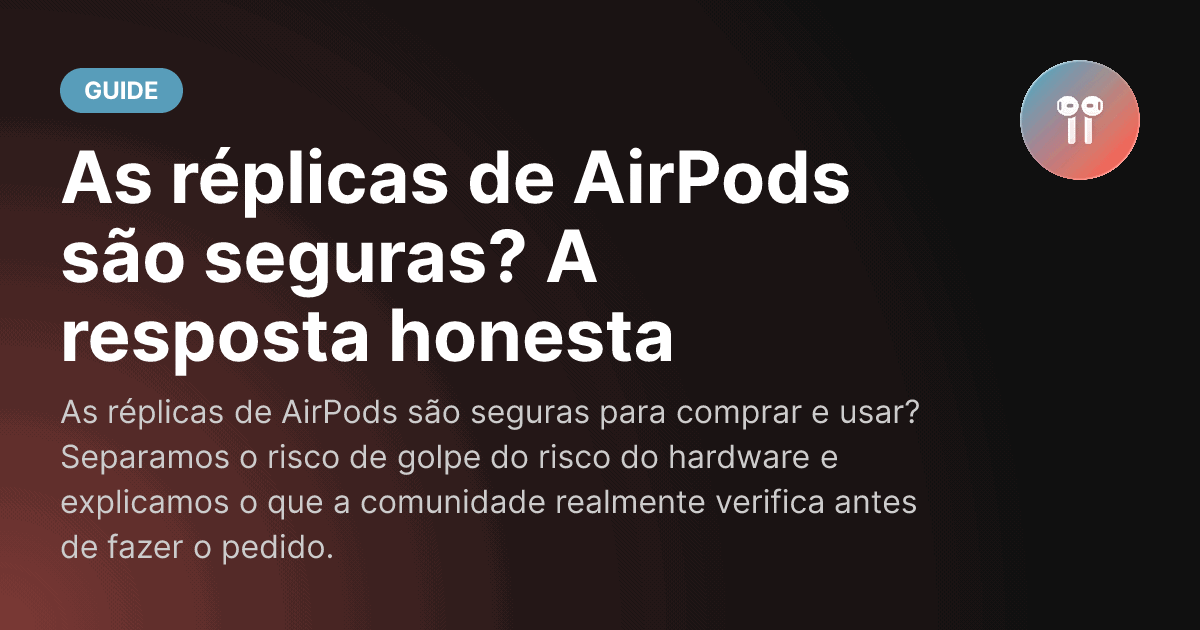 GUIDE
As réplicas de AirPods
são seguras? A
resposta honesta
As réplicas de AirPods são seguras para comprar e usar?
Separamos o risco de golpe do risco do hardware e
explicamos o que a comunidade realmente verifica antes
de fazer o pedido.